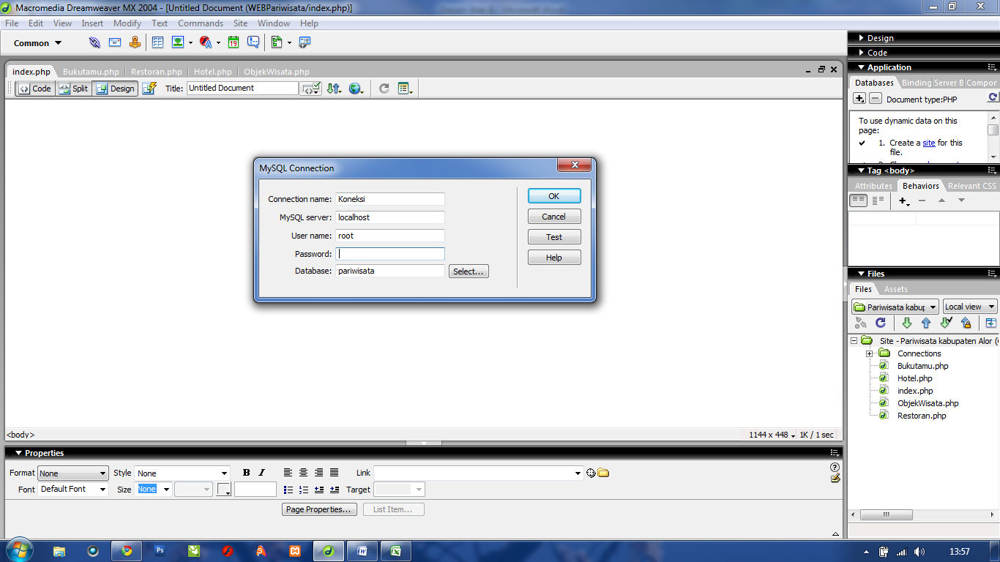 Macromedia Dreamweaver MX 2004 - [Untitled Document (WEBPariwisata/index.php)]
File Edit View Insert Modify Text Commands Site Window Help
Common
19
index.php Bukutamu.php Restoran.php Hotel.php ObjekWisata.php
Code Split Design Title: Untitled Document
MySQL Connection
Connection name: Koneksi
MySQL server: localhost
User name: root
Password:
Database: pariwisata Select...
OK
Cancel
Test
Help
<body>
1144 x 448 1K / 1 sec
Properties
Format None Style None B I Link
Font Default Font Size None Target
Page Properties... List Item...
Design
Code
Application
Databases Binding Server B Compor
Document type:PHP
To use dynamic data on this
page:
1. Create a site for this
file.
Tag <body>
Attributes Behaviors Relevant CSS
Files
Files Assets
Pariwisata kabup Local view
Site - Pariwisata kabupaten Alor (
Connections
Bukutamu.php
Hotel.php
index.php
ObjekWisata.php
Restoran.php
Ps
13:57